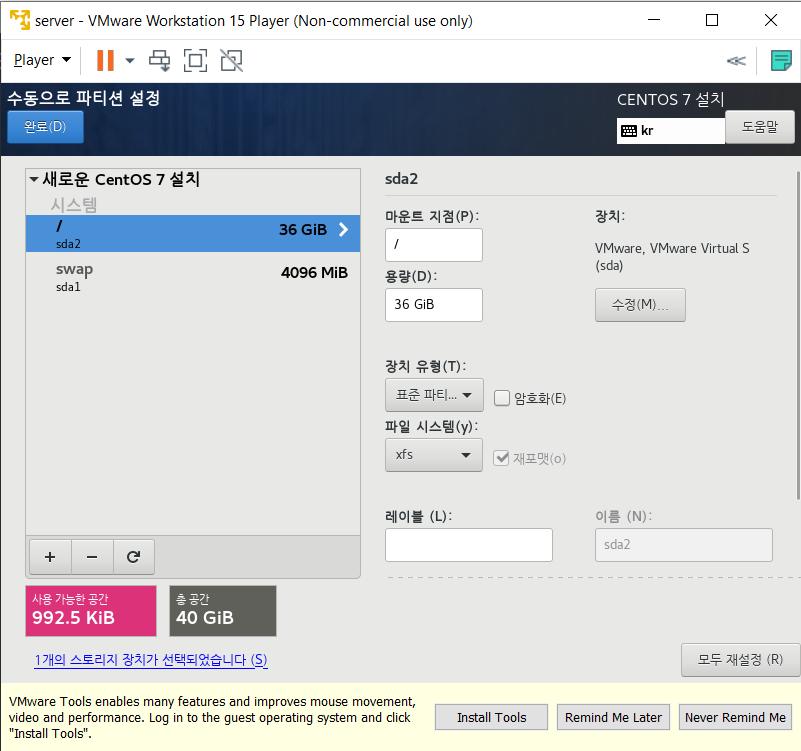 server - VMware Workstation 15 Player (Non-commercial use only)
Player
수동으로 파티션 설정
CENTOS 7 설치
완료(D)
kr
도움말
새로운 CentOS 7 설치
시스템
/
36 GiB
sda2
swap
4096 MiB
sda1
sda2
마운트 지점(P):
/
장치:
VMware, VMware Virtual S
(sda)
용량(D):
36 GiB
수정(M)...
장치 유형(T):
표준 파티...
암호화(E)
파일 시스템(y):
xfs
재포맷(o)
레이블 (L):
이름 (N):
sda2
사용 가능한 공간
992.5 KiB
총 공간
40 GiB
1개의 스토리지 장치가 선택되었습니다 (S)
모두 재설정 (R)
VMware Tools enables many features and improves mouse movement,
video and performance. Log in to the guest operating system and click
"Install Tools".
Install Tools
Remind Me Later
Never Remind Me